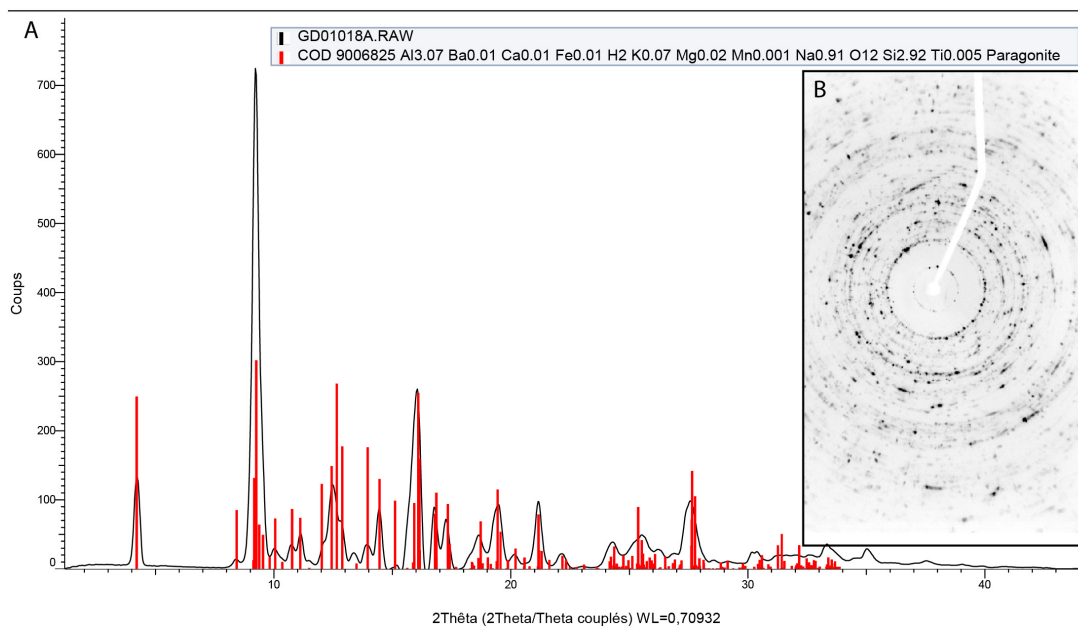 A
GD01018A.RAW
COD 9006825 Al3.07 Ba0.01 Ca0.01 Fe0.01 H2 K0.07 Mg0.02 Mn0.001 Na0.91 O12 Si2.92 Ti0.005 Paragonite
B
700
600
500
400
300
200
100
0
Coups
10
20
30
40
2Thêta (2Theta/Theta couplés) WL=0,70932